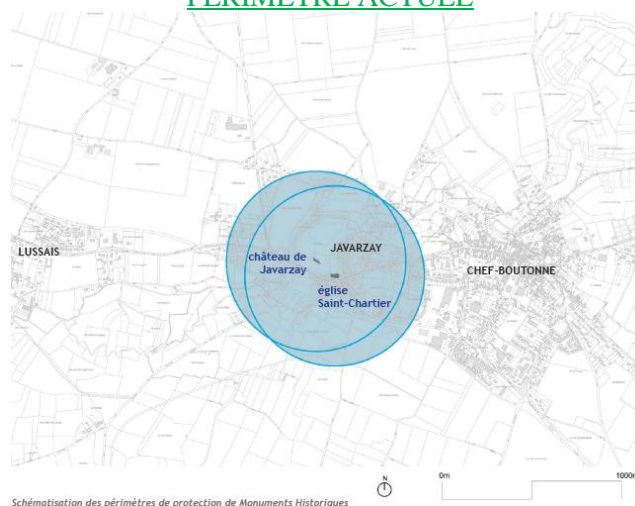 PERIMETRE ACTUEL
LUSSAIS
JAVARZAY
château de
Javarzay
église
Saint-Chartier
CHEF-BOUTONNE
N
0m
1000m
Schématisation des périmètres de protection de Monuments Historiques